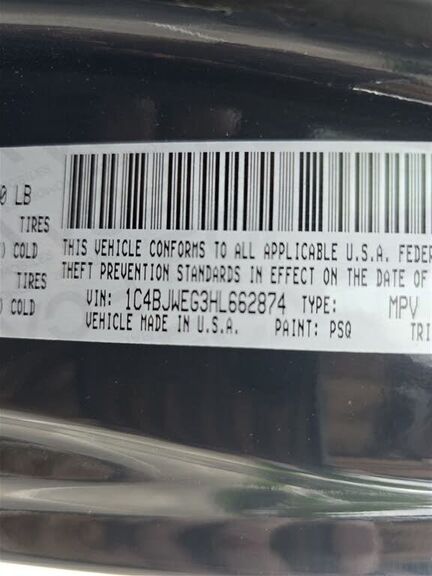 0 LB
TIRES
COLD
TIRES
COLD
THIS VEHICLE CONFORMS TO ALL APPLICABLE U.S.A. FEDER
THEFT PREVENTION STANDARDS IN EFFECT ON THE DATE OF
VIN: 1C4BJWEG3HL662874 TYPE: MPV
VEHICLE MADE IN U.S.A. PAINT: PSQ TRI